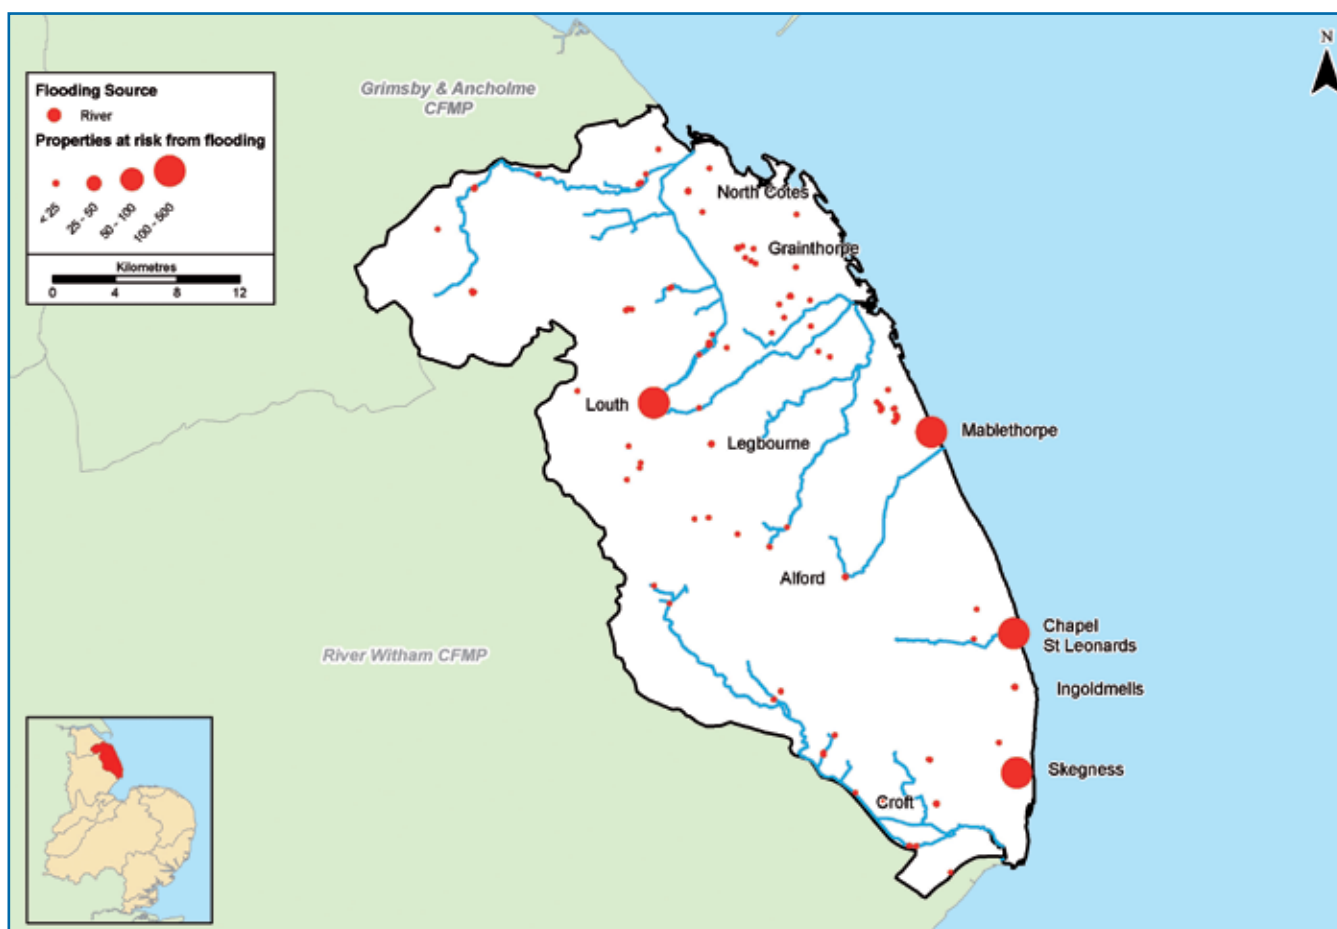 N
Flooding Source
River
Properties at risk from flooding
< 25
25 - 50
50 - 100
100 - 500
Kilometres
0 4 8 12
Grimsby & Ancholme
CFMP
North Cotes
Grainthorpe
Louth
Mablethorpe
Legbourne
Alford
Chapel
St Leonards
River Witham CFMP
Ingoldmells
Skegness
Croft